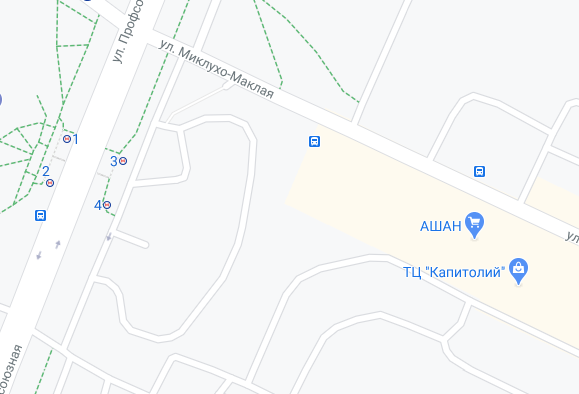 ул. Профсо
ул. Миклухо-Маклая
1
3
2
4
АШАН
ул.
ТЦ "Капитолий"
союзная